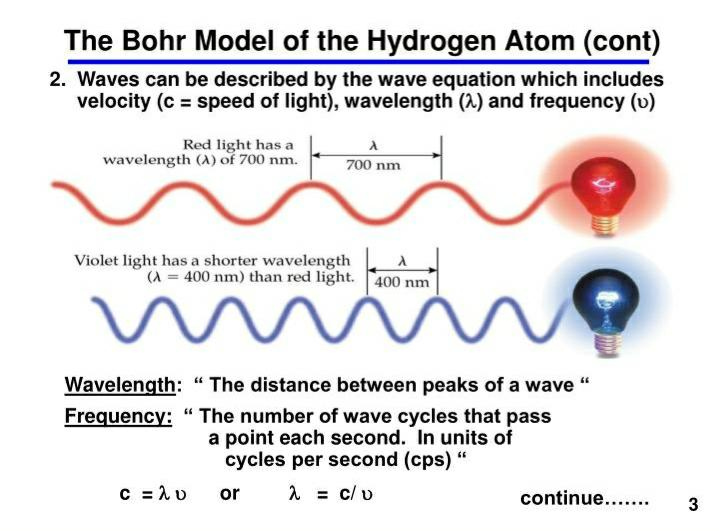 The Bohr Model of the Hydrogen Atom (cont)
2. Waves can be described by the wave equation which includes
velocity (c = speed of light), wavelength (λ) and frequency (υ)
Red light has a
wavelength (λ) of 700 nm.
λ
700 nm
Violet light has a shorter wavelength
(λ = 400 nm) than red light.
λ
400 nm
Wavelength: “ The distance between peaks of a wave “
Frequency: “ The number of wave cycles that pass
a point each second. In units of
cycles per second (cps) “
c = λ υ or λ = c/ υ
continue…….
3